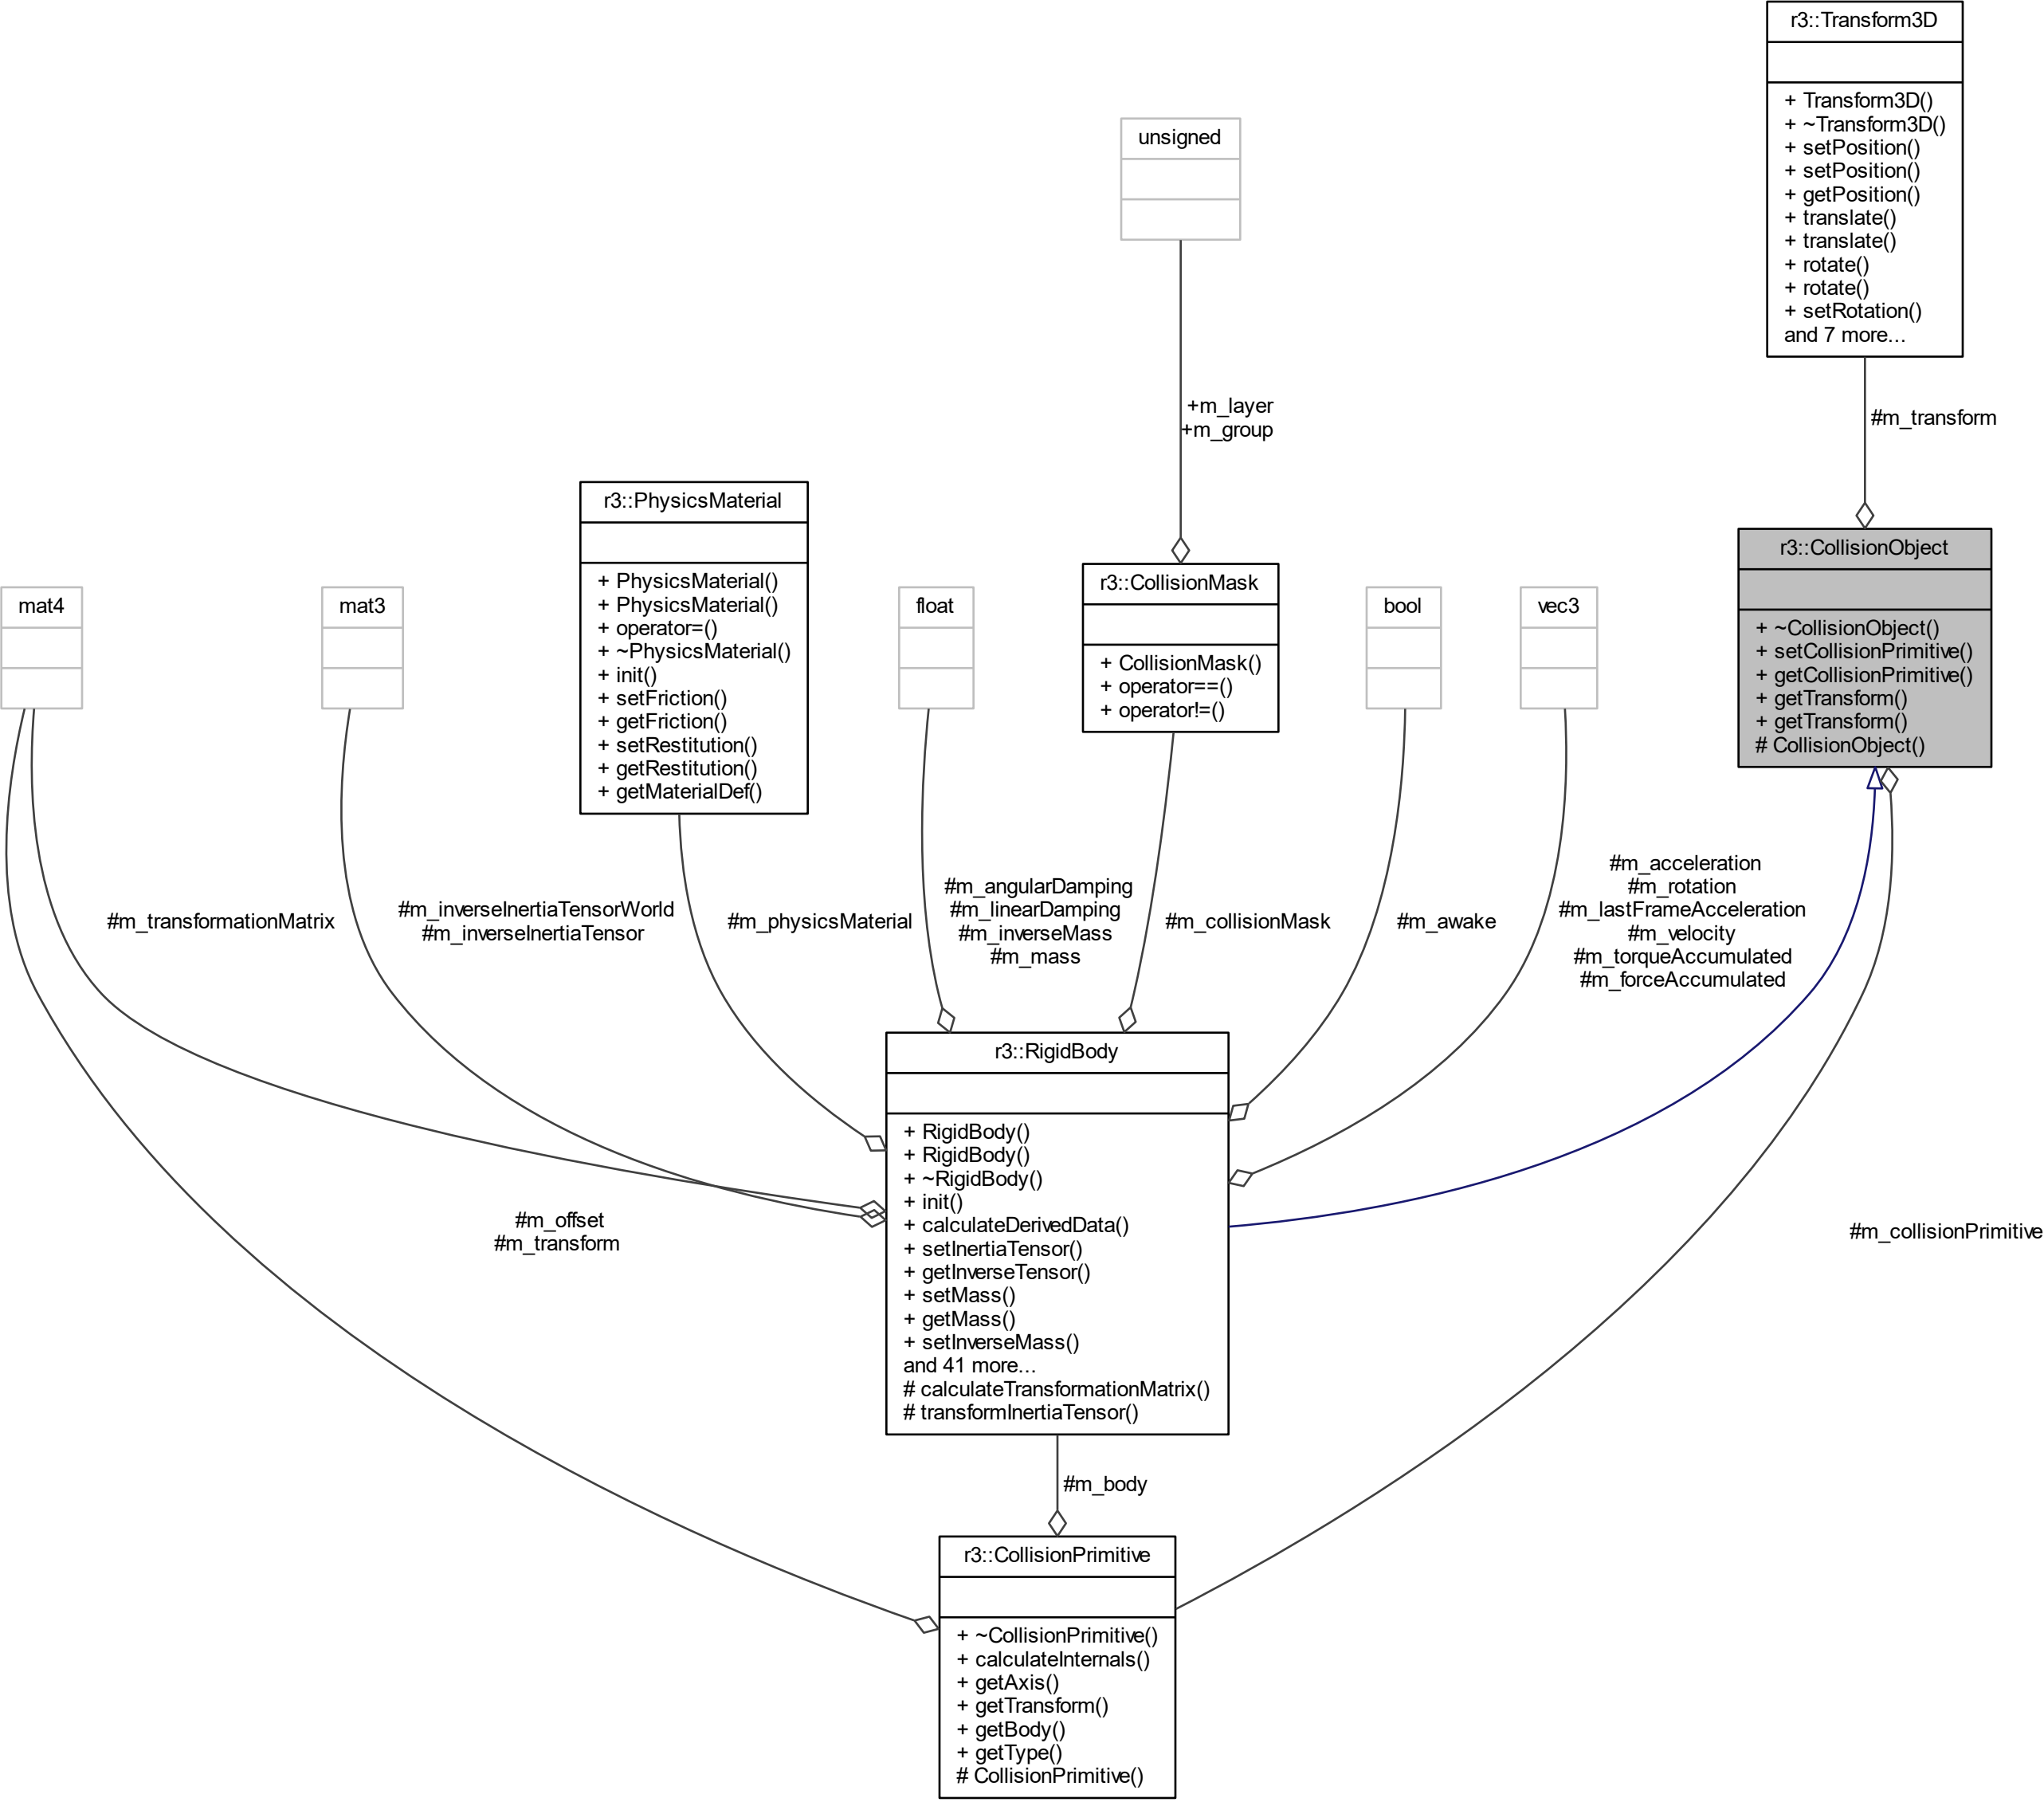 r3::Transform3D
+ Transform3D()
+ ~Transform3D()
+ setPosition()
+ setPosition()
+ getPosition()
+ translate()
+ translate()
+ rotate()
+ rotate()
+ setRotation()
and 7 more...
unsigned
+m_layer
+m_group
#m_transform
r3::PhysicsMaterial
+ PhysicsMaterial()
+ PhysicsMaterial()
+ operator=()
+ ~PhysicsMaterial()
+ init()
+ setFriction()
+ getFriction()
+ setRestitution()
+ getRestitution()
+ getMaterialDef()
r3::CollisionMask
+ CollisionMask()
+ operator==()
+ operator!=()
r3::CollisionObject
+ ~CollisionObject()
+ setCollisionPrimitive()
+ getCollisionPrimitive()
+ getTransform()
+ getTransform()
# CollisionObject()
mat4
mat3
float
bool
vec3
#m_transformationMatrix
#m_inverseInertiaTensorWorld
#m_inverseInertiaTensor
#m_physicsMaterial
#m_angularDamping
#m_linearDamping
#m_inverseMass
#m_mass
#m_collisionMask
#m_awake
#m_acceleration
#m_rotation
#m_lastFrameAcceleration
#m_velocity
#m_torqueAccumulated
#m_forceAccumulated
r3::RigidBody
+ RigidBody()
+ RigidBody()
+ ~RigidBody()
+ init()
+ calculateDerivedData()
+ setInertiaTensor()
+ getInverseTensor()
+ setMass()
+ getMass()
+ setInverseMass()
and 41 more...
# calculateTransformationMatrix()
# transformInertiaTensor()
#m_offset
#m_transform
#m_collisionPrimitive
#m_body
r3::CollisionPrimitive
+ ~CollisionPrimitive()
+ calculateInternals()
+ getAxis()
+ getTransform()
+ getBody()
+ getType()
# CollisionPrimitive()